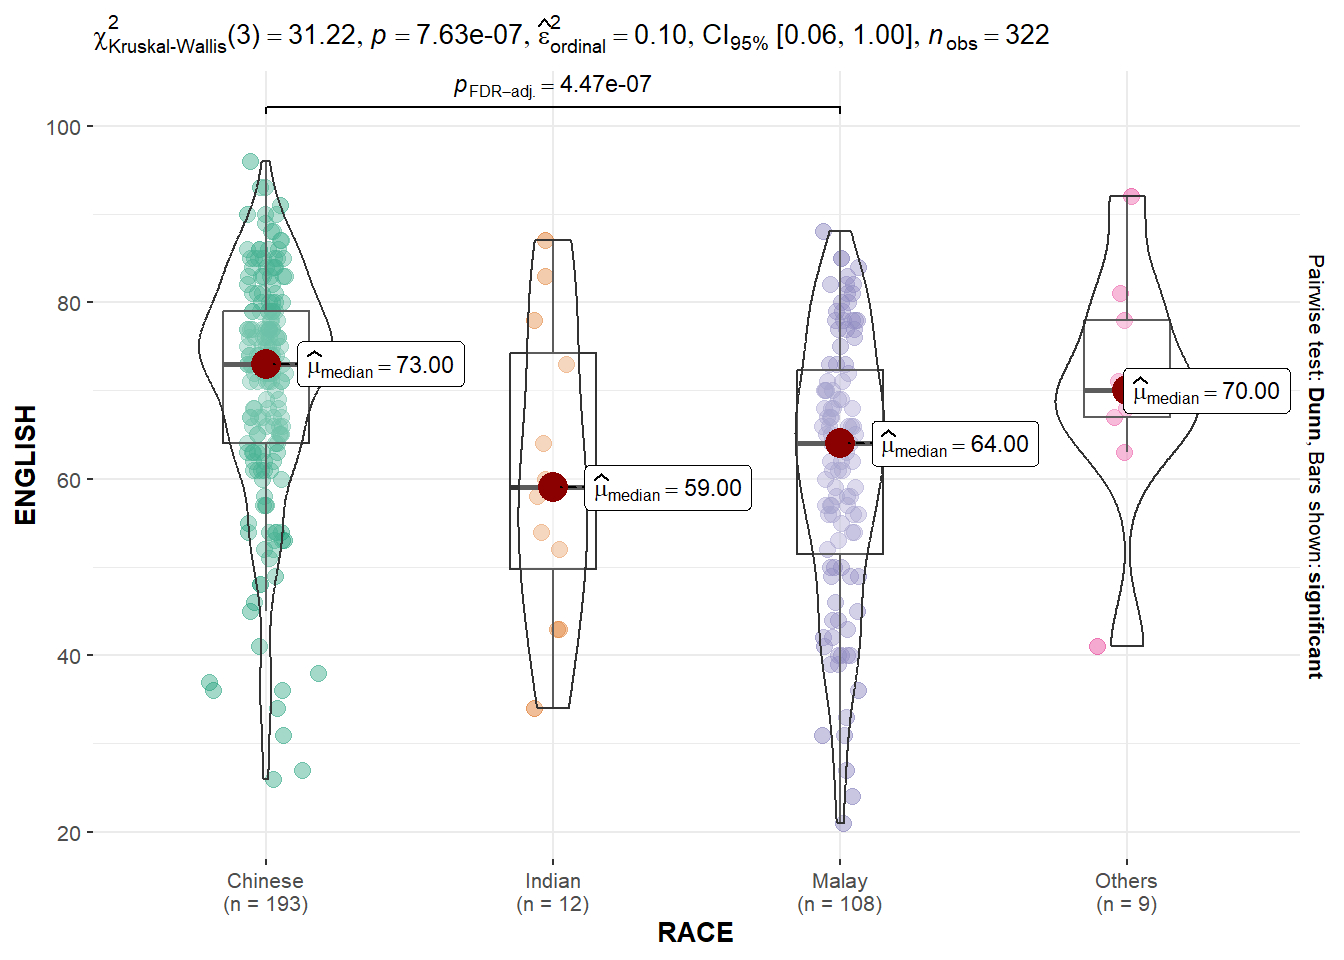 χ²Kruskal-Wallis(3) = 31.22, p = 7.63e-07, ε̂²ordinal = 0.10, CI95% [0.06, 1.00], nobs = 322
pFDR−adj. = 4.47e-07
100
80
60
40
20
ENGLISH
μ̂median = 73.00
μ̂median = 59.00
μ̂median = 64.00
μ̂median = 70.00
Pairwise test: Dunn, Bars shown: significant
Chinese
(n = 193)
Indian
(n = 12)
Malay
(n = 108)
Others
(n = 9)
RACE